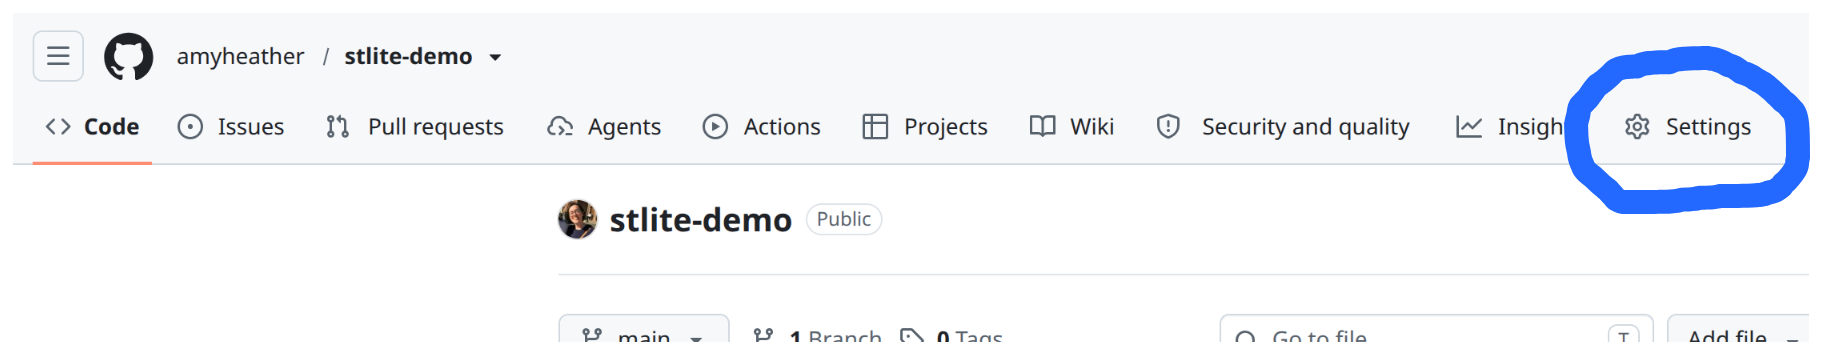 amyheather / stlite-demo
Code Issues Pull requests Agents Actions Projects Wiki Security and quality Insigh Settings
stlite-demo Public
main 1 Branch 0 Tags Go to file T Add file